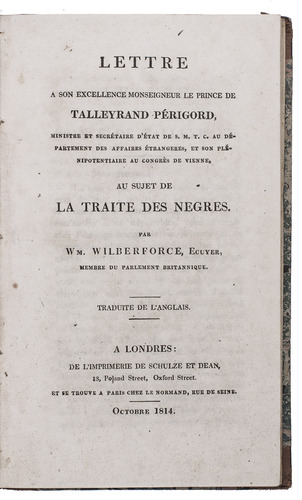 LETTRE
A SON EXCELLENCE MONSEIGNEUR LE PRINCE DE
TALLEYRAND PÉRIGORD,
MINISTRE ET SECRÉTAIRE D'ÉTAT DE S. M. T. C. AU DÉ-
PARTEMENT DES AFFAIRES ÉTRANGERES, ET SON PLÉ-
NIPOTENTIAIRE AU CONGRÈS DE VIENNE,
AU SUJET DE
LA TRAITE DES NEGRES.
PAR
WM. WILBERFORCE, ECUYER,
MEMBRE DU PARLEMENT BRITANNIQUE.
TRADUITE DE L'ANGLAIS.
A LONDRES:
DE L'IMPRIMERIE DE SCHULZE ET DEAN,
13, Poland Street, Oxford Street.
ET SE TROUVE A PARIS CHEZ LE NORMAND, RUE DE SEINE.
OCTOBRE 1814.